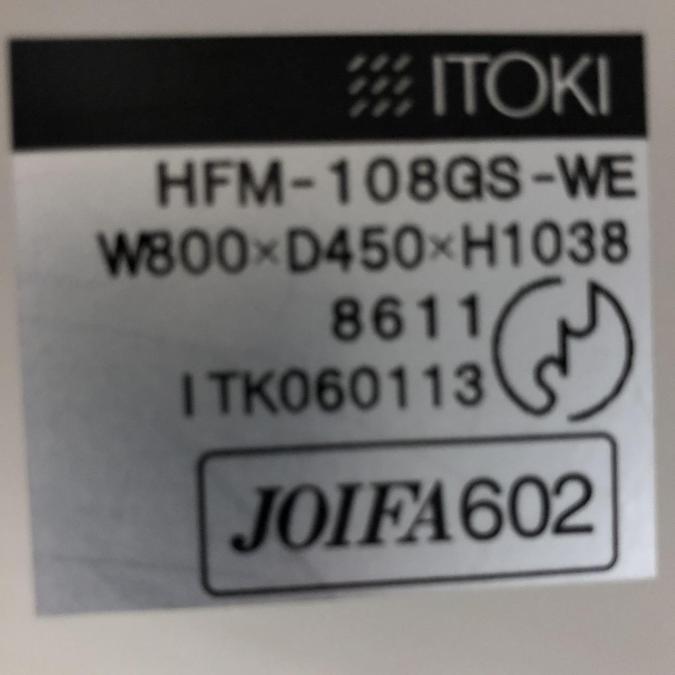 ITOKI
HFM-108GS-WE
W800×D450×H1038
8611
ITK060113
JOIFA602